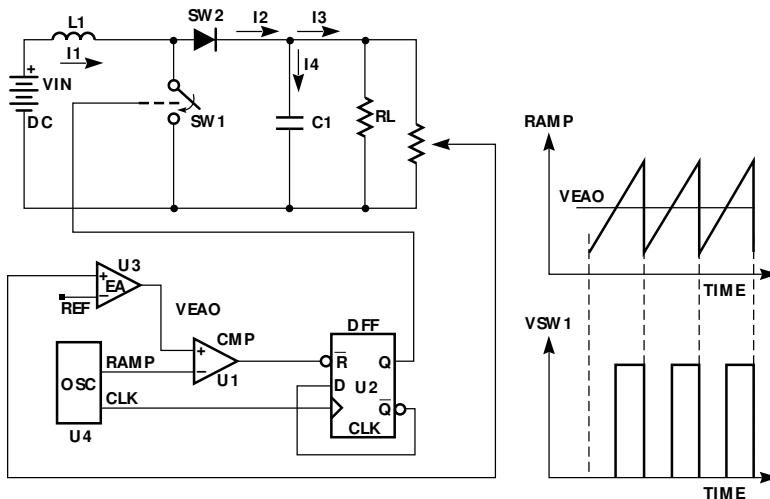 L1
SW2
I2
I3
I1
I4
+
VIN
DC
SW1
C1
RL
RAMP
VEAO
TIME
U3
+
EA
−
REF
VEAO
CMP
+
−
U1
DFF
R
Q
D
U2
Q
CLK
OSC
RAMP
CLK
U4
VSW1
TIME